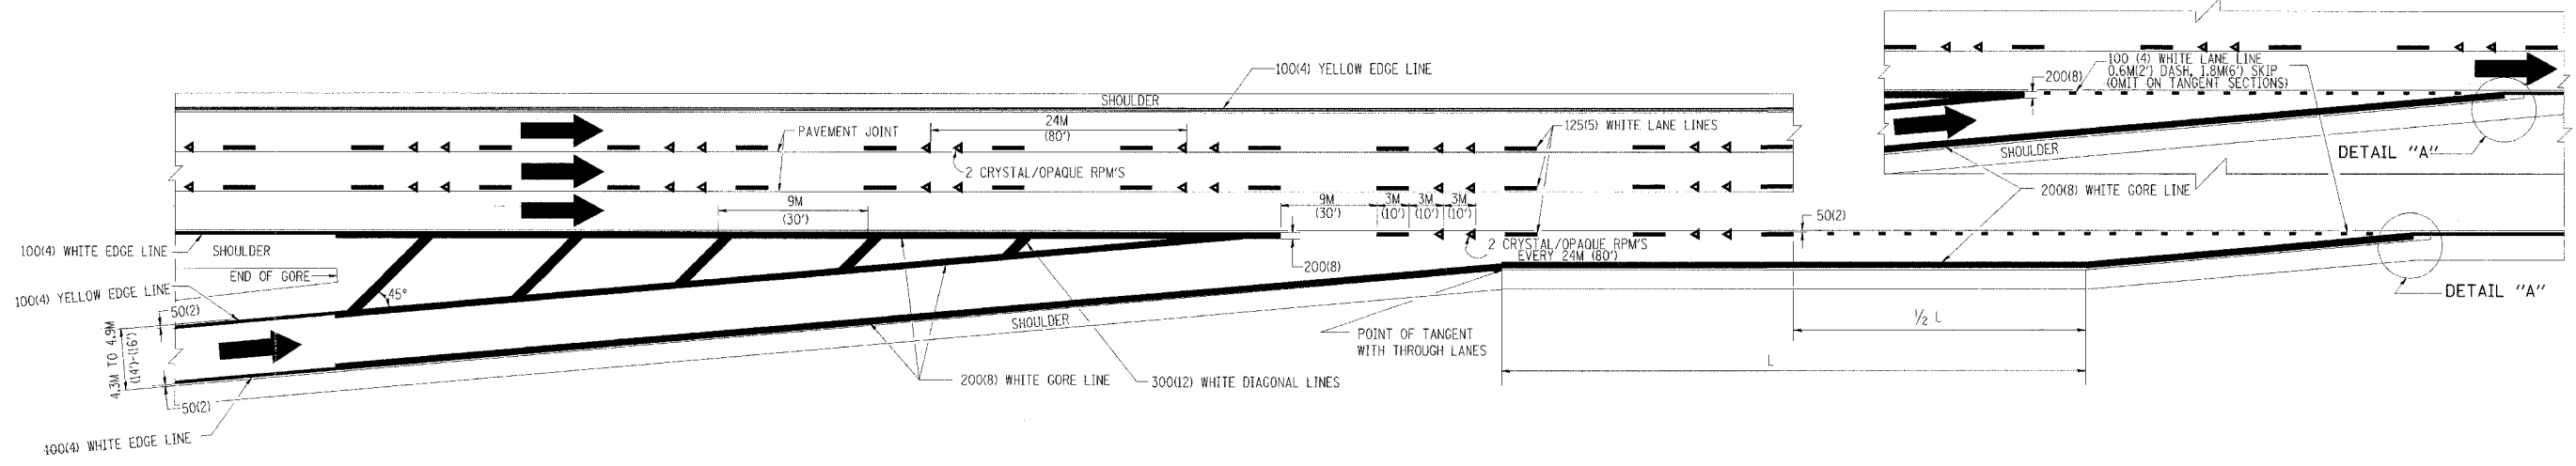 100(4) YELLOW EDGE LINE
SHOULDER
24M
(80')
PAVEMENT JOINT
125(5) WHITE LANE LINES
2 CRYSTAL/OPAQUE RPM'S
9M
(30')
9M
(30')
3M
(10')
3M
(10')
3M
(10')
100(4) WHITE EDGE LINE
SHOULDER
END OF GORE
100(4) YELLOW EDGE LINE
45°
50(2)
4.3M TO 4.9M
(14')-(16')
50(2)
100(4) WHITE EDGE LINE
SHOULDER
200(8) WHITE GORE LINE
300(12) WHITE DIAGONAL LINES
200(8)
2 CRYSTAL/OPAQUE RPM'S
EVERY 24M (80')
POINT OF TANGENT
WITH THROUGH LANES
50(2)
1/2 L
L
DETAIL "A"
200(8)
100 (4) WHITE LANE LINE
0.6M(2') DASH, 1.8M(6') SKIP
(OMIT ON TANGENT SECTIONS)
SHOULDER
DETAIL "A"
200(8) WHITE GORE LINE